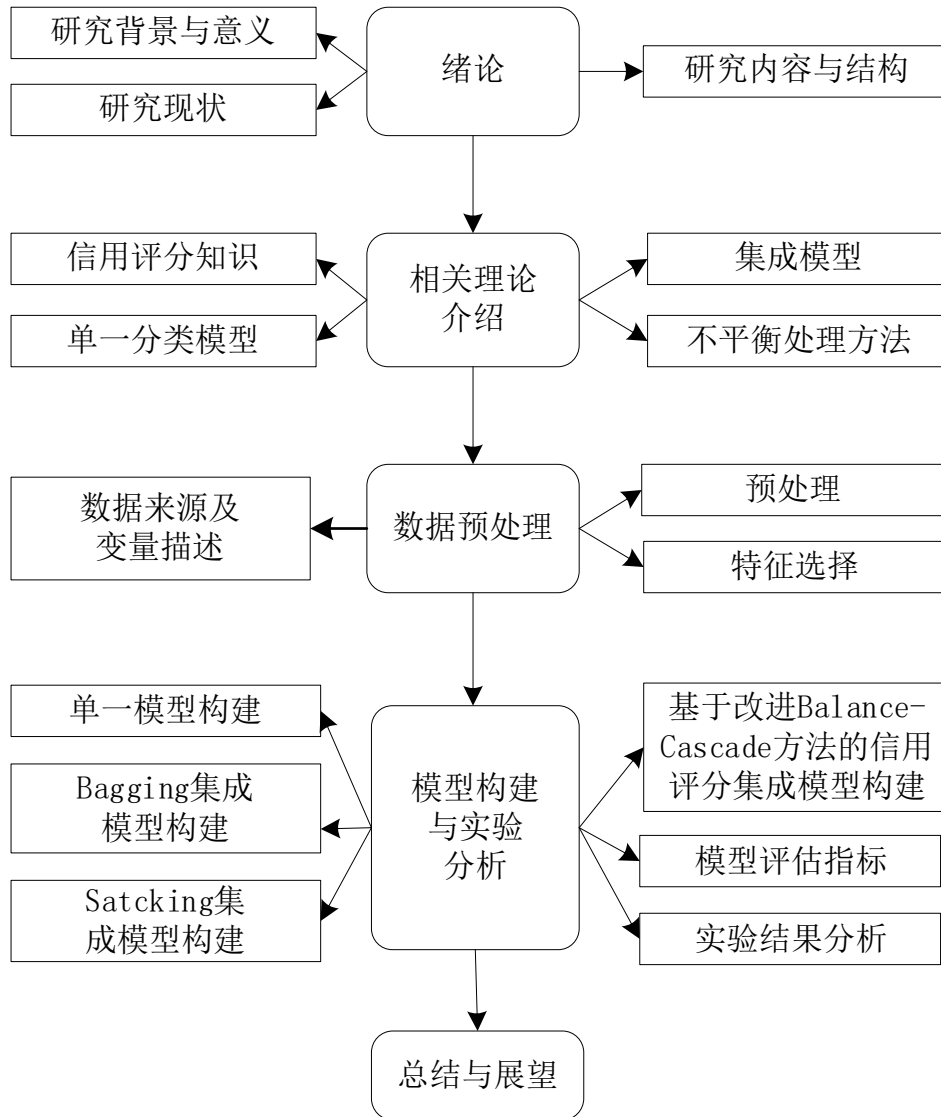 研究背景与意义
研究现状
绪论
研究内容与结构
信用评分知识
单一分类模型
相关理论
介绍
集成模型
不平衡处理方法
数据来源及
变量描述
数据预处理
预处理
特征选择
单一模型构建
Bagging集成
模型构建
Satcking集
成模型构建
模型构建
与实验
分析
基于改进Balance-
Cascade方法的信用
评分集成模型构建
模型评估指标
实验结果分析
总结与展望